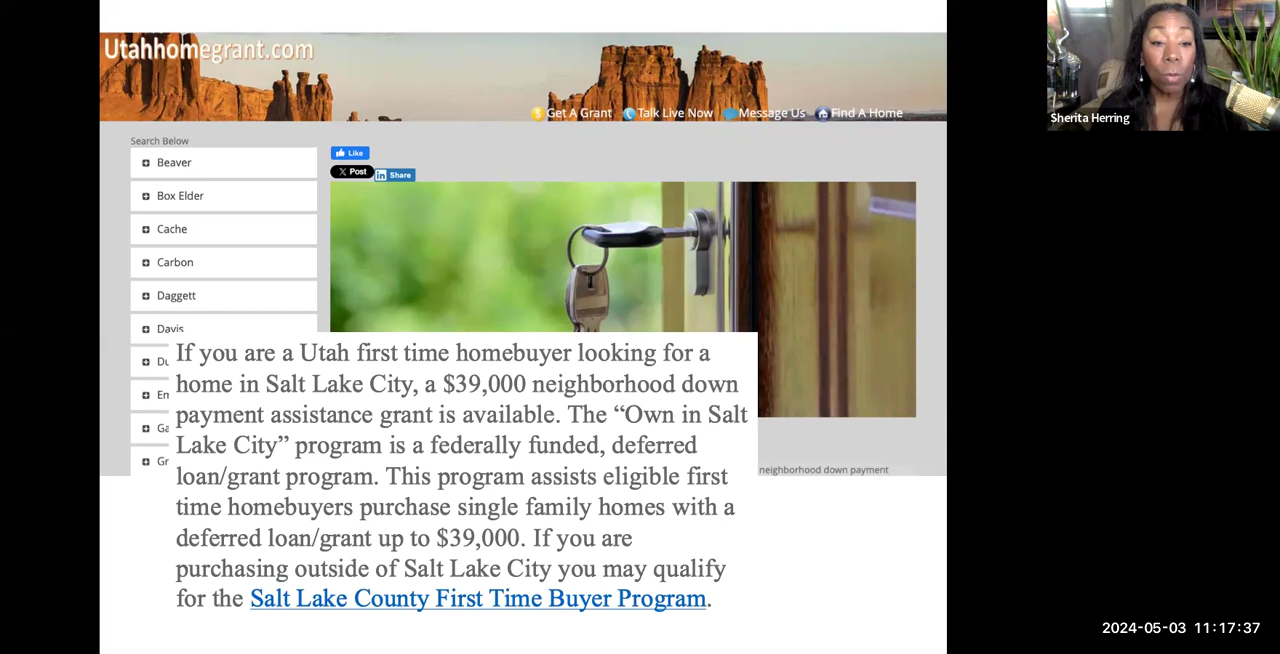 Utahhomegrant.com
Get A Grant Talk Live Now Message Us Find A Home
Search Below
Beaver
Box Elder
Cache
Carbon
Daggett
Davis
Du
Em
Ga
Gr
Like
X Post
in Share
If you are a Utah first time homebuyer looking for a
home in Salt Lake City, a $39,000 neighborhood down
payment assistance grant is available. The “Own in Salt
Lake City” program is a federally funded, deferred
loan/grant program. This program assists eligible first
time homebuyers purchase single family homes with a
deferred loan/grant up to $39,000. If you are
purchasing outside of Salt Lake City you may qualify
for the Salt Lake County First Time Buyer Program.
neighborhood down payment
Sherita Herring
2024-05-03 11:17:37